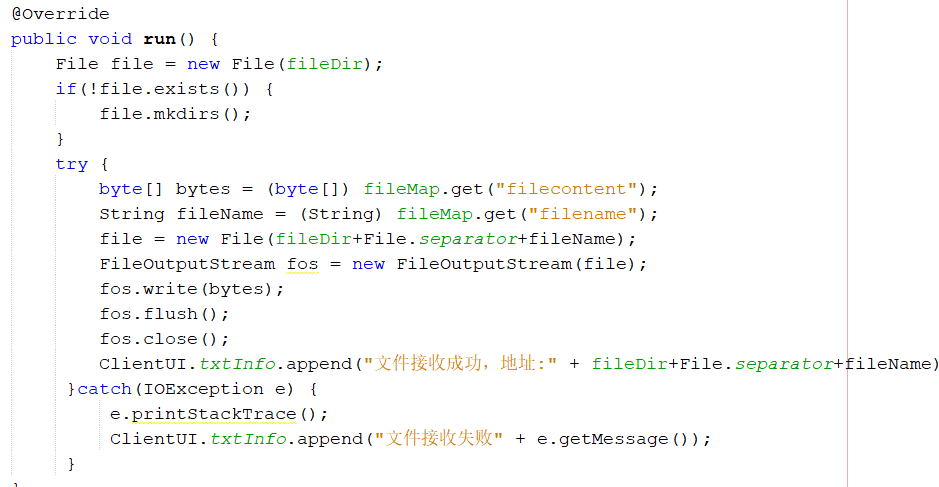 @Override
public void run() {
    File file = new File(fileDir);
    if(!file.exists()) {
        file.mkdirs();
    }
    try {
        byte[] bytes = (byte[]) fileMap.get("filecontent");
        String fileName = (String) fileMap.get("filename");
        file = new File(fileDir+File.separator+fileName);
        FileOutputStream fos = new FileOutputStream(file);
        fos.write(bytes);
        fos.flush();
        fos.close();
        ClientUI.txtInfo.append("文件接收成功，地址:" + fileDir+File.separator+fileName)
     }catch(IOException e) {
         e.printStackTrace();
         ClientUI.txtInfo.append("文件接收失败" + e.getMessage());
     }
}